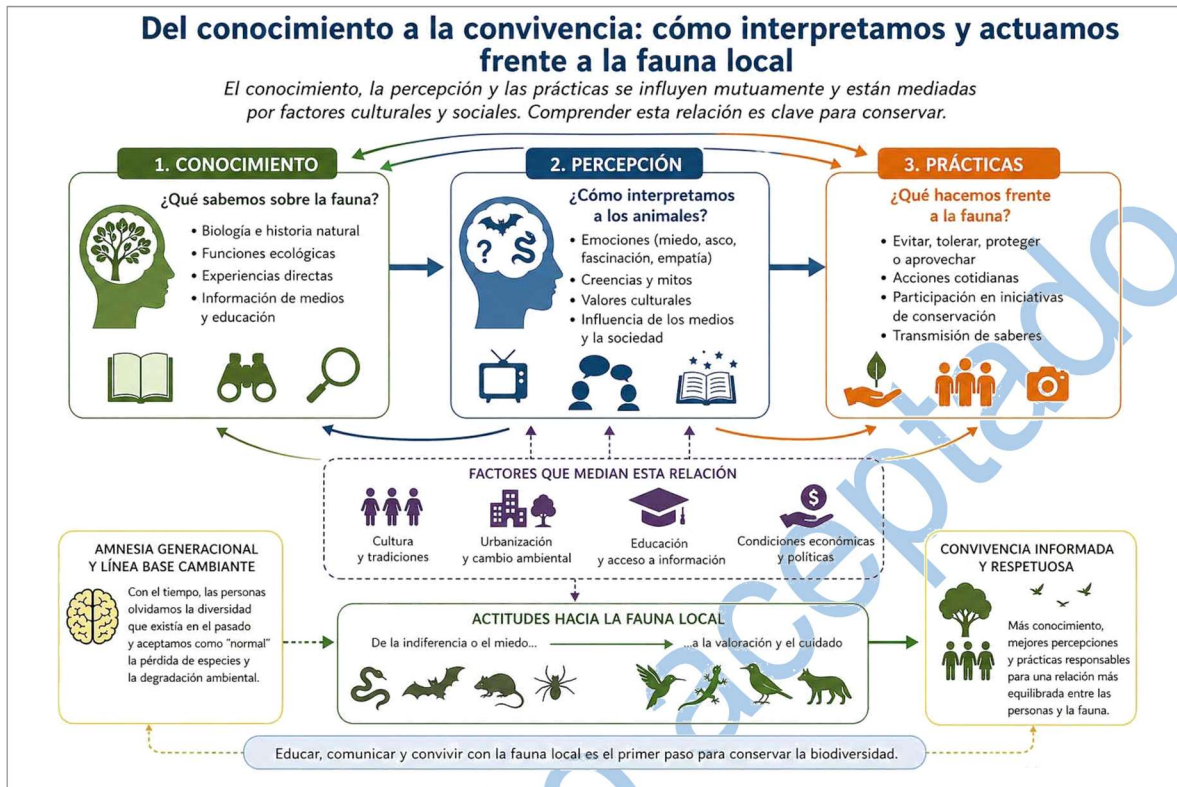 Del conocimiento a la convivencia: cómo interpretamos y actuamos
frente a la fauna local
El conocimiento, la percepción y las prácticas se influyen mutuamente y están mediadas
por factores culturales y sociales. Comprender esta relación es clave para conservar.
1. CONOCIMIENTO
¿Qué sabemos sobre la fauna?
• Biología e historia natural
• Funciones ecológicas
• Experiencias directas
• Información de medios
y educación
2. PERCEPCIÓN
¿Cómo interpretamos
a los animales?
?
• Emociones (miedo, asco,
fascinación, empatía)
• Creencias y mitos
• Valores culturales
• Influencia de los medios
y la sociedad
3. PRÁCTICAS
¿Qué hacemos frente
a la fauna?
• Evitar, tolerar, proteger
o aprovechar
• Acciones cotidianas
• Participación en iniciativas
de conservación
• Transmisión de saberes
FACTORES QUE MEDIAN ESTA RELACIÓN
Cultura
y tradiciones
Urbanización
y cambio ambiental
Educación
y acceso a información
$
Condiciones económicas
y políticas
AMNESIA GENERACIONAL
Y LÍNEA BASE CAMBIANTE
Con el tiempo, las personas
olvidamos la diversidad
que existía en el pasado
y aceptamos como "normal"
la pérdida de especies y
la degradación ambiental.
ACTITUDES HACIA LA FAUNA LOCAL
De la indiferencia o el miedo...
...a la valoración y el cuidado
CONVIVENCIA INFORMADA
Y RESPETUOSA
Más conocimiento,
mejores percepciones
y prácticas responsables
para una relación más
equilibrada entre las
personas y la fauna.
Educar, comunicar y convivir con la fauna local es el primer paso para conservar la biodiversidad.
aceptado